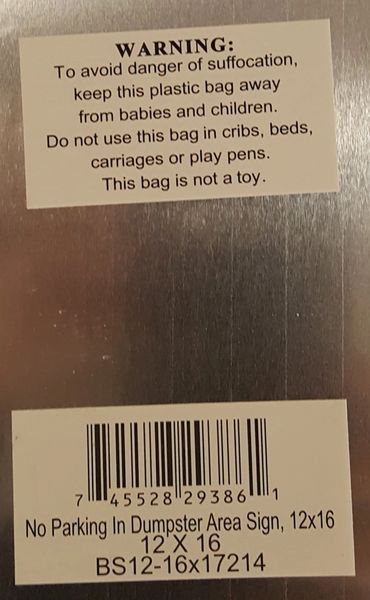 WARNING:
To avoid danger of suffocation,
keep this plastic bag away
from babies and children.
Do not use this bag in cribs, beds,
carriages or play pens.
This bag is not a toy.
7 45528 29386 1
No Parking In Dumpster Area Sign, 12x16
12 X 16
BS12-16x17214